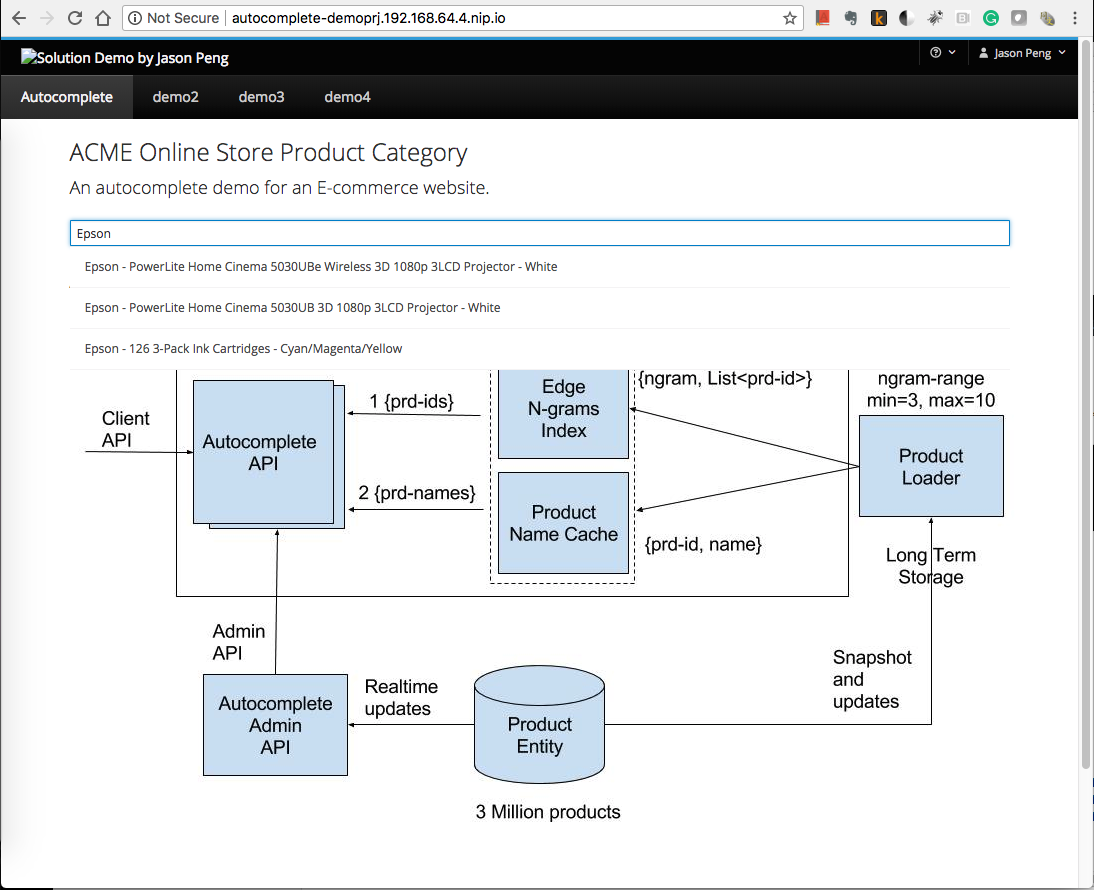 Not Secure
autocomplete-demoprj.192.168.64.4.nip.io
Solution Demo by Jason Peng
Jason Peng
Autocomplete
demo2
demo3
demo4
ACME Online Store Product Category
An autocomplete demo for an E-commerce website.
Epson
Epson - PowerLite Home Cinema 5030UBe Wireless 3D 1080p 3LCD Projector - White
Epson - PowerLite Home Cinema 5030UB 3D 1080p 3LCD Projector - White
Epson - 126 3-Pack Ink Cartridges - Cyan/Magenta/Yellow
Client
API
Autocomplete
API
1 {prd-ids}
2 {prd-names}
Edge
N-grams
Index
Product
Name Cache
{ngram, List<prd-id>}
{prd-id, name}
ngram-range
min=3, max=10
Product
Loader
Long Term
Storage
Admin
API
Autocomplete
Admin
API
Realtime
updates
Product
Entity
Snapshot
and
updates
3 Million products